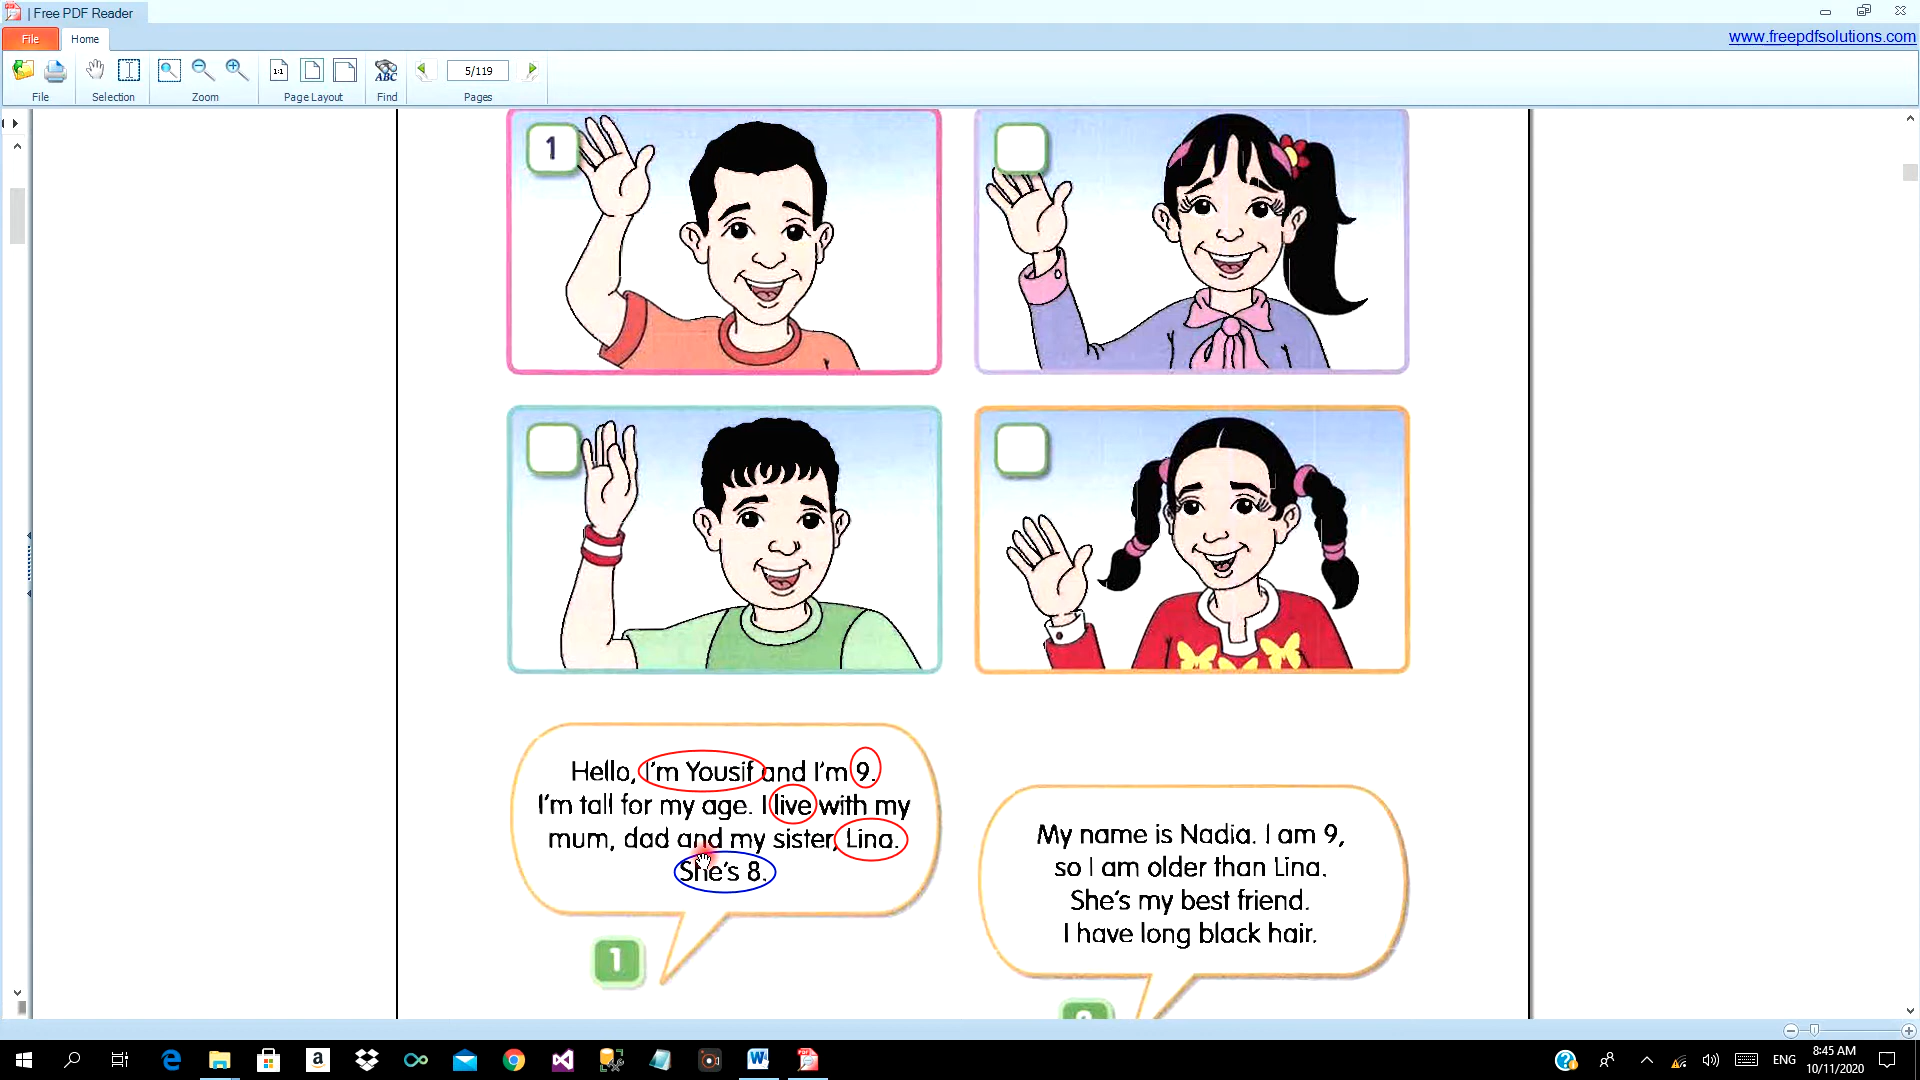 | Free PDF Reader
File
Home
www.freepdfsolutions.com
1:1
ABC
5/119
File
Selection
Zoom
Page Layout
Find
Pages
1
Hello, I'm Yousif and I'm 9.
I'm tall for my age. I live with my
mum, dad and my sister, Lina.
She's 8.
1
My name is Nadia. I am 9,
so I am older than Lina.
She's my best friend.
I have long black hair.
ENG
8:45 AM
10/11/2020